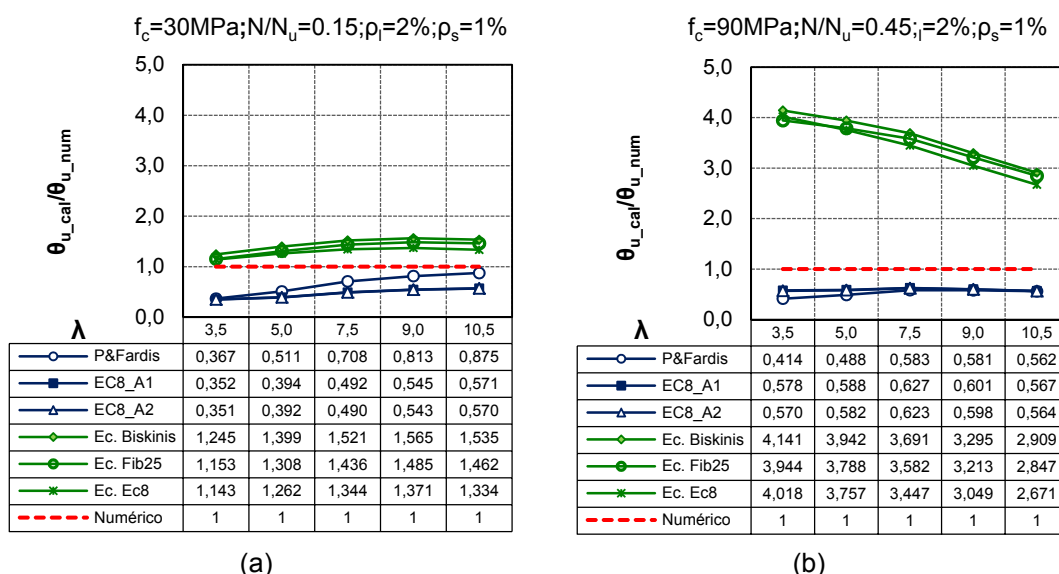 f_c=30MPa;N/N_u=0.15;ρ_l=2%;ρ_s=1%
θ_u_cal/θ_u_num
5,0
4,0
3,0
2,0
1,0
0,0
λ 3,5 5,0 7,5 9,0 10,5
P&Fardis 0,367 0,511 0,708 0,813 0,875
EC8_A1 0,352 0,394 0,492 0,545 0,571
EC8_A2 0,351 0,392 0,490 0,543 0,570
Ec. Biskinis 1,245 1,399 1,521 1,565 1,535
Ec. Fib25 1,153 1,308 1,436 1,485 1,462
Ec. Ec8 1,143 1,262 1,344 1,371 1,334
Numérico 1 1 1 1 1
(a)
f_c=90MPa;N/N_u=0.45;_l=2%;ρ_s=1%
θ_u_cal/θ_u_num
5,0
4,0
3,0
2,0
1,0
0,0
λ 3,5 5,0 7,5 9,0 10,5
P&Fardis 0,414 0,488 0,583 0,581 0,562
EC8_A1 0,578 0,588 0,627 0,601 0,567
EC8_A2 0,570 0,582 0,623 0,598 0,564
Ec. Biskinis 4,141 3,942 3,691 3,295 2,909
Ec. Fib25 3,944 3,788 3,582 3,213 2,847
Ec. Ec8 4,018 3,757 3,447 3,049 2,671
Numérico 1 1 1 1 1
(b)